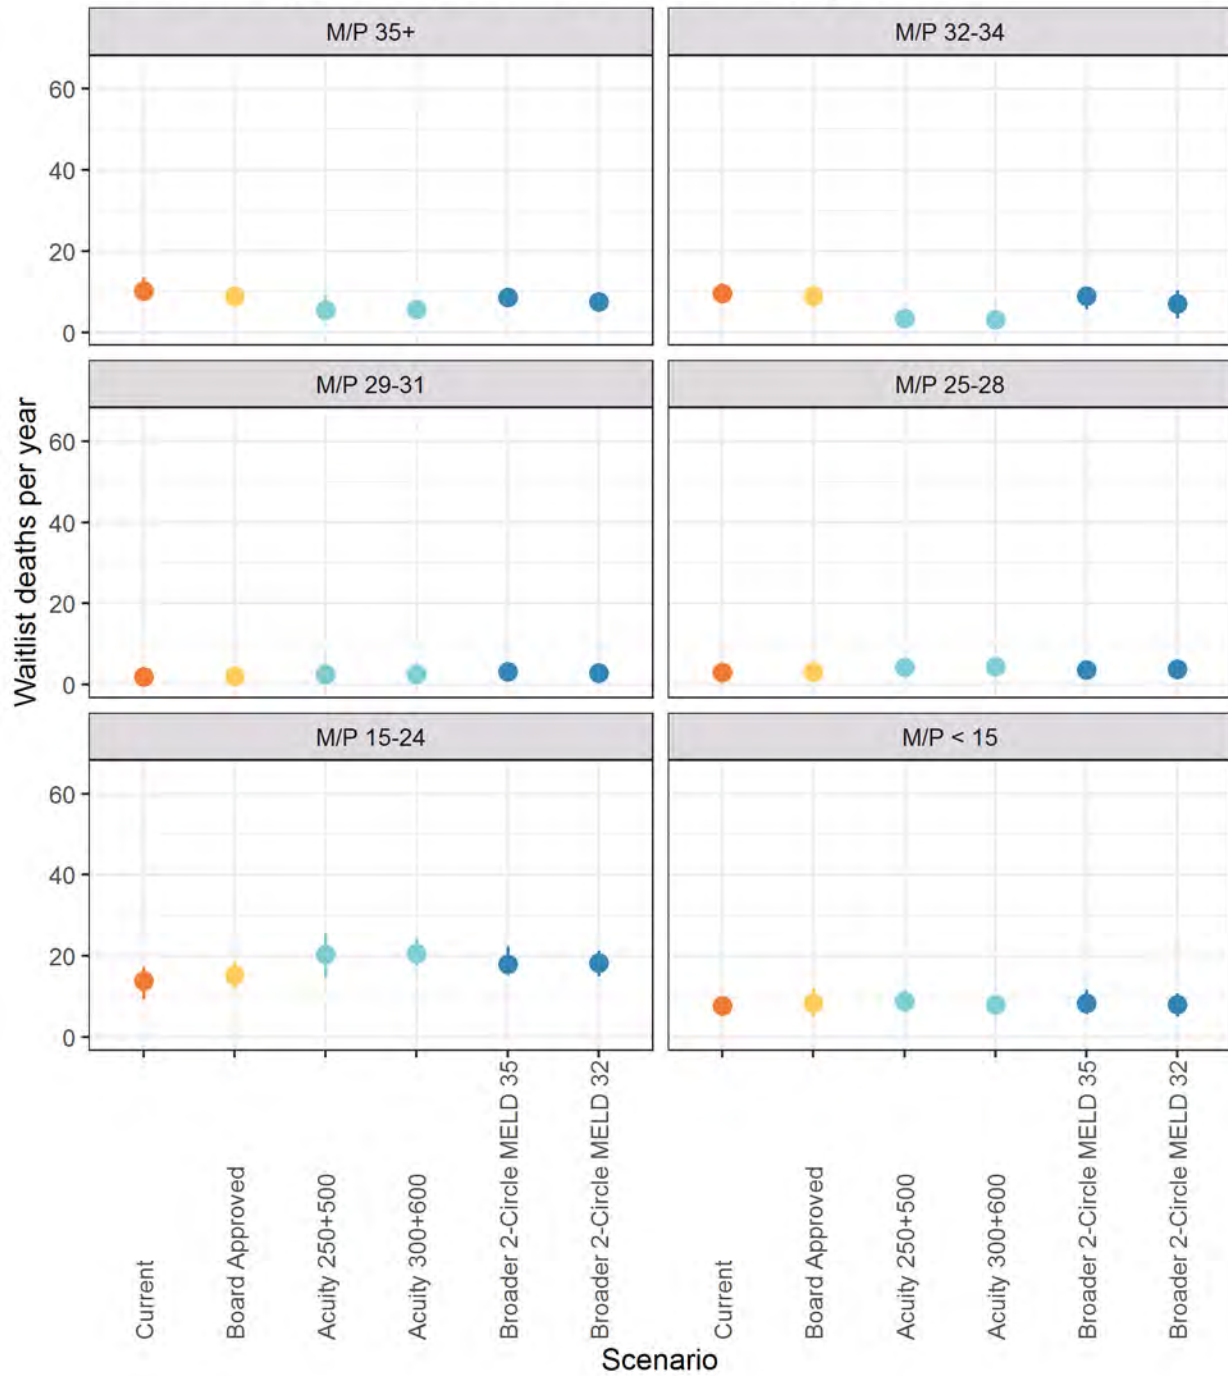 M/P 35+
M/P 32-34
60
40
20
0
M/P 29-31
M/P 25-28
60
40
20
0
M/P 15-24
M/P < 15
60
40
20
0
Waitlist deaths per year
Current
Board Approved
Acuity 250+500
Acuity 300+600
Broader 2-Circle MELD 35
Broader 2-Circle MELD 32
Current
Board Approved
Acuity 250+500
Acuity 300+600
Broader 2-Circle MELD 35
Broader 2-Circle MELD 32
Scenario